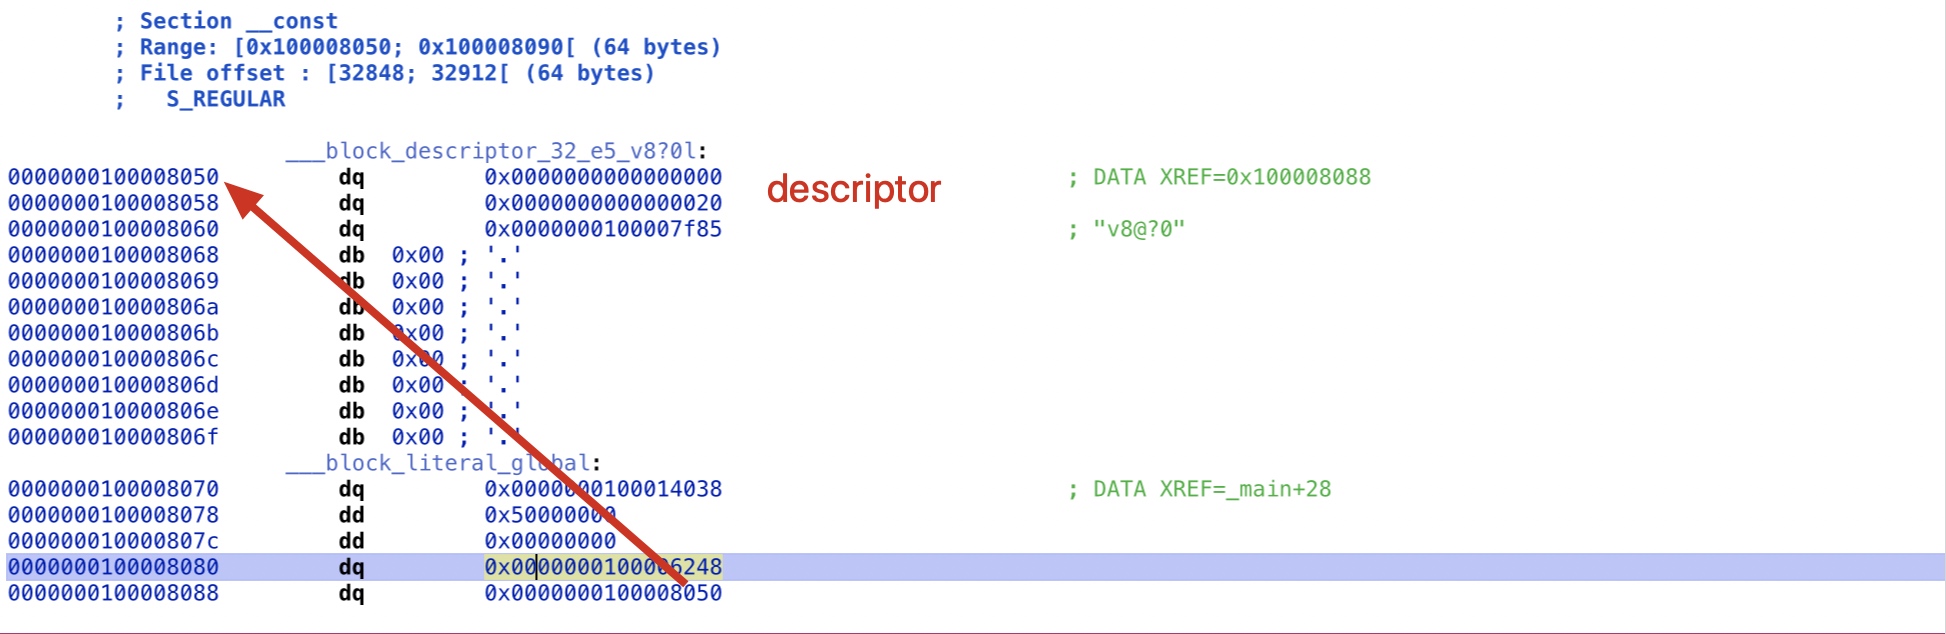 ; Section __const
; Range: [0x100008050; 0x100008090[ (64 bytes)
; File offset : [32848; 32912[ (64 bytes)
;   S_REGULAR
___block_descriptor_32_e5_v8?0l:
0000000100008050 dq 0x0000000000000000 descriptor ; DATA XREF=0x100008088
0000000100008058 dq 0x0000000000000020
0000000100008060 dq 0x0000000100007f85 ; "v8@?0"
0000000100008068 db 0x00 ; '.'
0000000100008069 db 0x00 ; '.'
000000010000806a db 0x00 ; '.'
000000010000806b db 0x00 ; '.'
000000010000806c db 0x00 ; '.'
000000010000806d db 0x00 ; '.'
000000010000806e db 0x00 ; '.'
000000010000806f db 0x00 ; '.'
___block_literal_global:
0000000100008070 dq 0x0000000100014038 ; DATA XREF=_main+28
0000000100008078 dd 0x50000000
000000010000807c dd 0x00000000
0000000100008080 dq 0x0000000100006248
0000000100008088 dq 0x0000000100008050